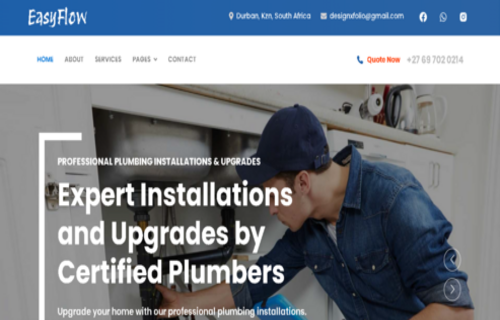 EasyFlow
Durban, Kzn, South Africa
designxfolio@gmail.com
HOME ABOUT SERVICES PAGES CONTACT
Quote Now +27 69 702 0214
PROFESSIONAL PLUMBING INSTALLATIONS & UPGRADES
Expert Installations
and Upgrades by
Certified Plumbers
Upgrade your home with our professional plumbing installations.